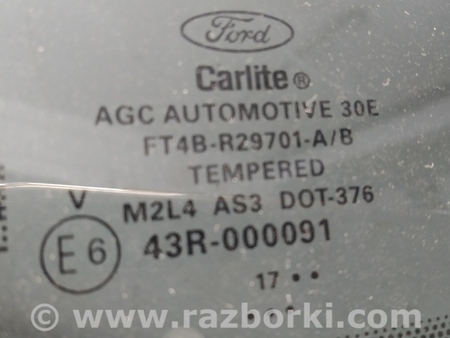 Ford
Carlite®
AGC AUTOMOTIVE 30E
FT4B-R29701-A/B
TEMPERED
V M2L4 AS3 DOT-376
E6 43R-000091
17 ••
•••
© www.razborki.com